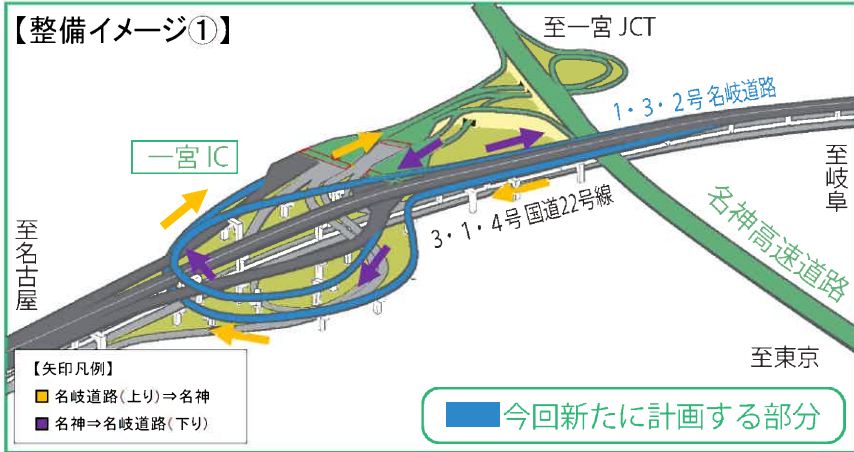 【整備イメージ①】
至一宮 JCT
1・3・2号 名岐道路
一宮 IC
至岐阜
3・1・4号 国道22号線
至名古屋
名神高速道路
至東京
【矢印凡例】
名岐道路(上り)⇒名神
名神⇒名岐道路(下り)
今回新たに計画する部分